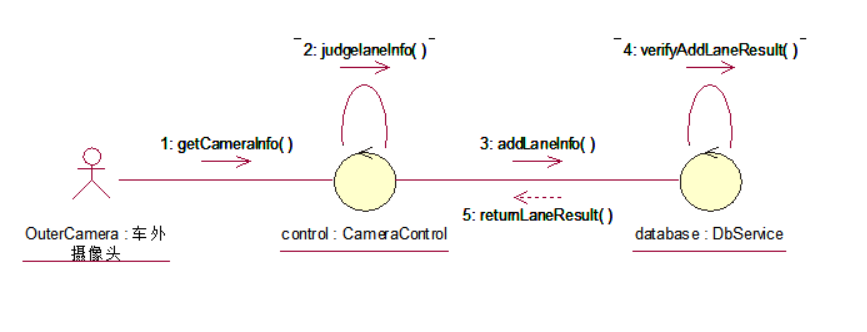 2: judgelaneInfo( )
4: verifyAddLaneResult( )
1: getCameraInfo( )
3: addLaneInfo( )
5: returnLaneResult( )
OuterCamera : 车外
摄像头
control : CameraControl
database : DbService